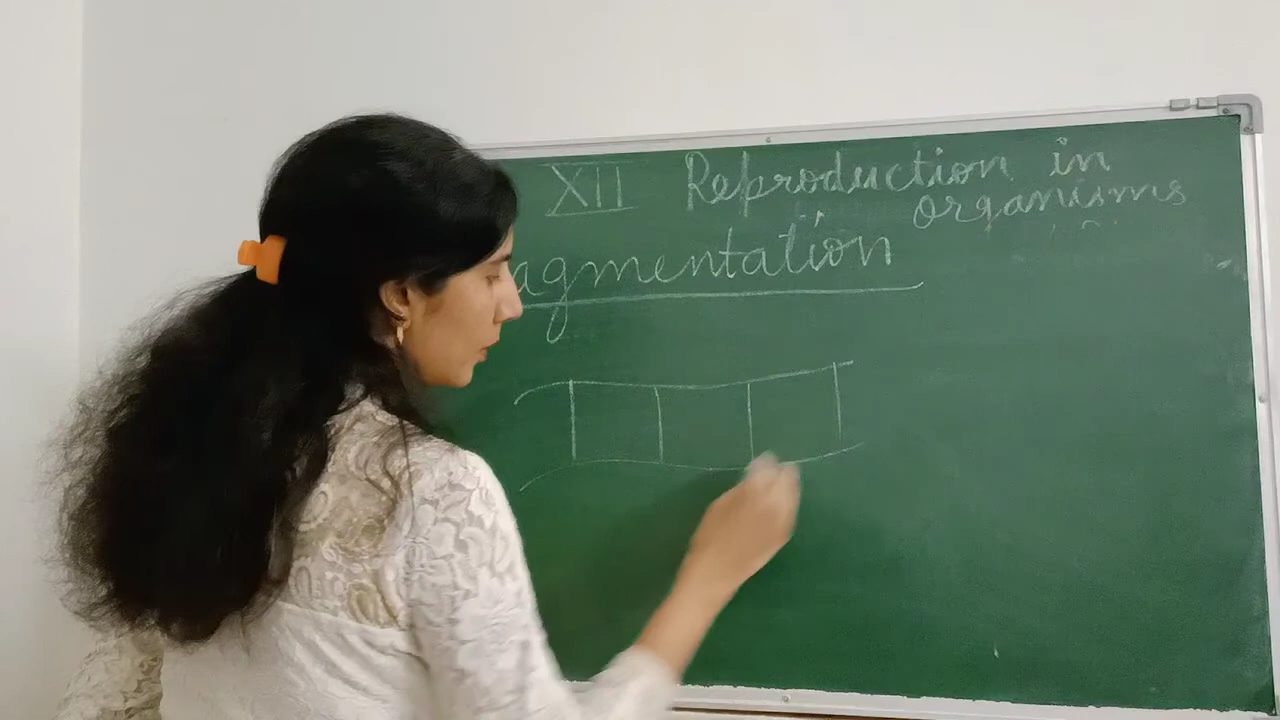 XII Reproduction in
organisms
agmentation